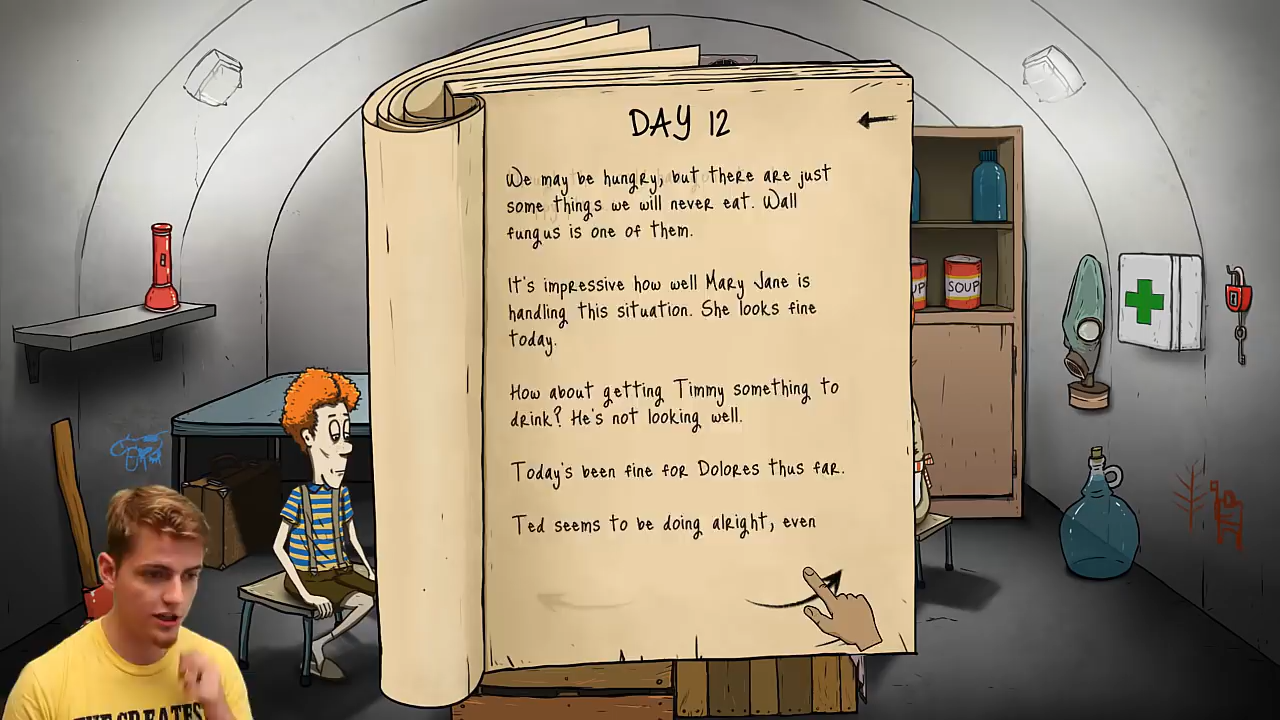 DAY 12
We may be hungry, but there are just
some things we will never eat. Wall
fungus is one of them.
It's impressive how well Mary Jane is
handling this situation. She looks fine
today.
How about getting Timmy something to
drink? He's not looking well.
Today's been fine for Dolores thus far.
Ted seems to be doing alright, even
UP
SOUP
THE GREATES